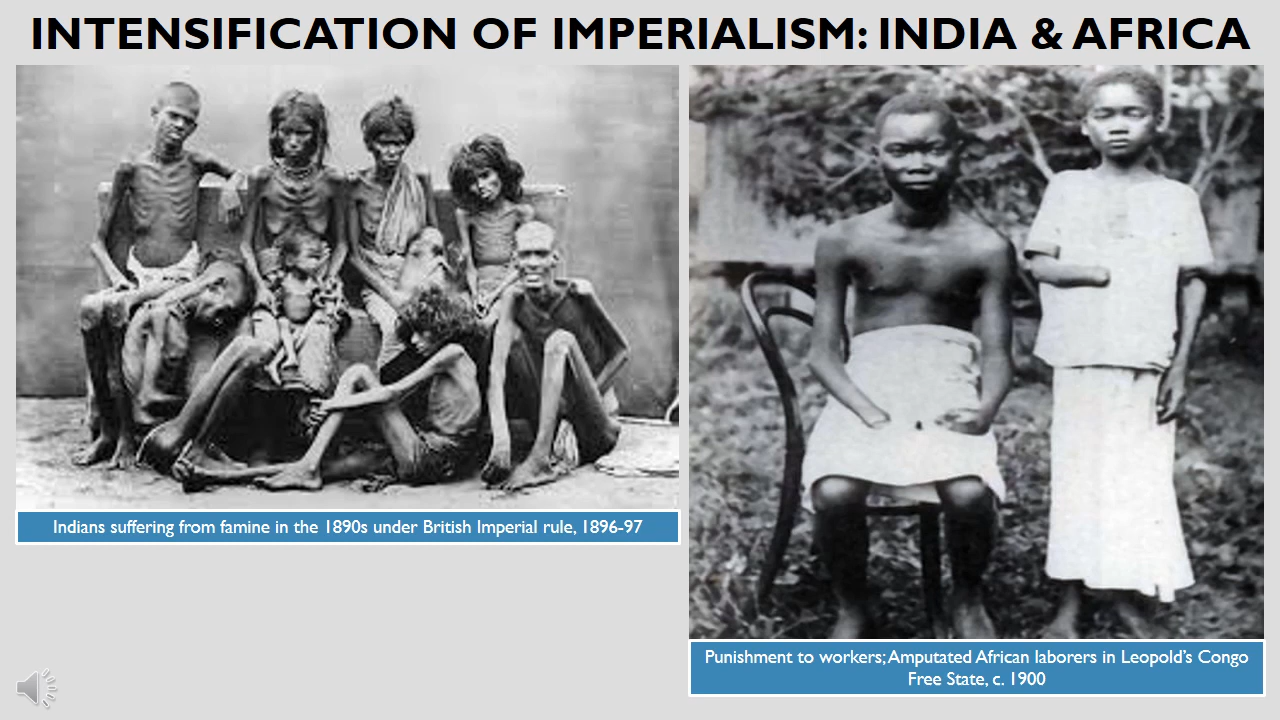 INTENSIFICATION OF IMPERIALISM: INDIA & AFRICA
Indians suffering from famine in the 1890s under British Imperial rule, 1896-97
Punishment to workers; Amputated African laborers in Leopold's Congo
Free State, c. 1900